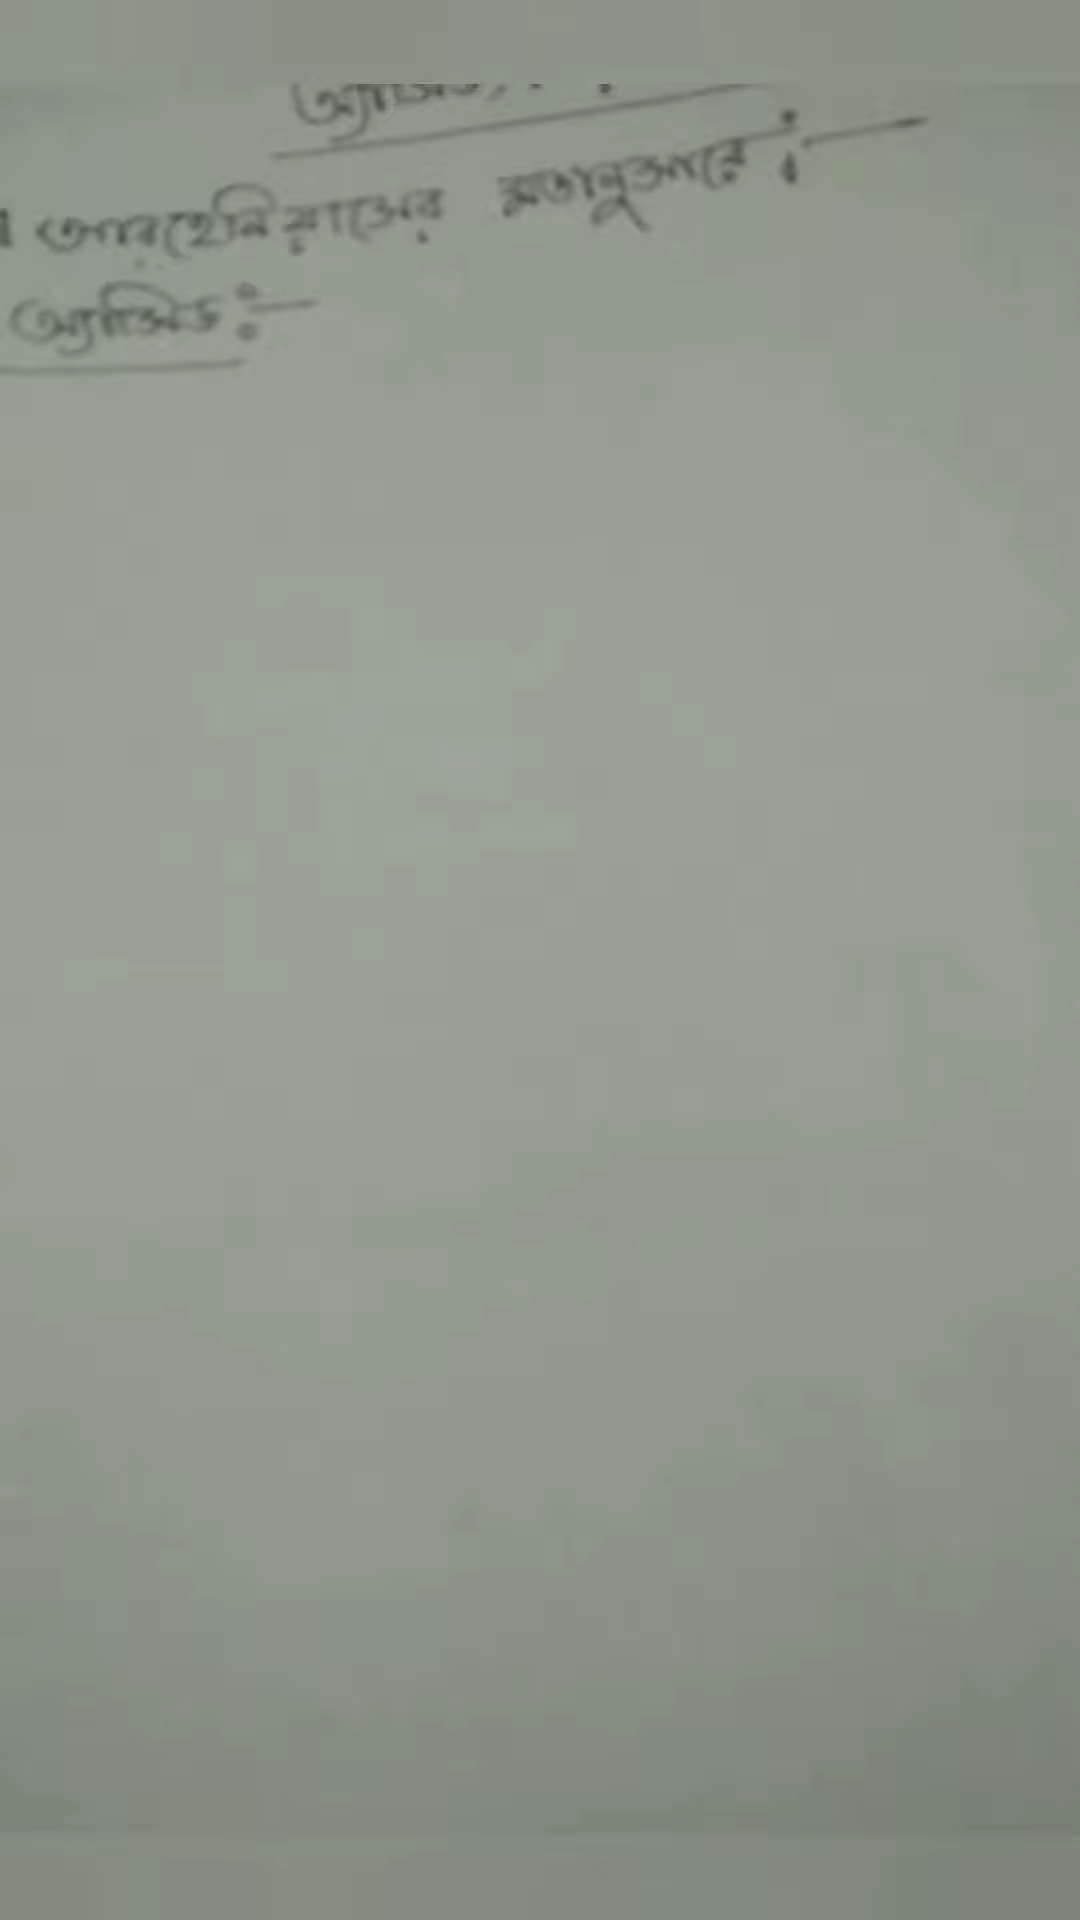 অ্যাসিড,
। আরহেনিয়াসের মতানুসারে :—
অ্যাসিড :—